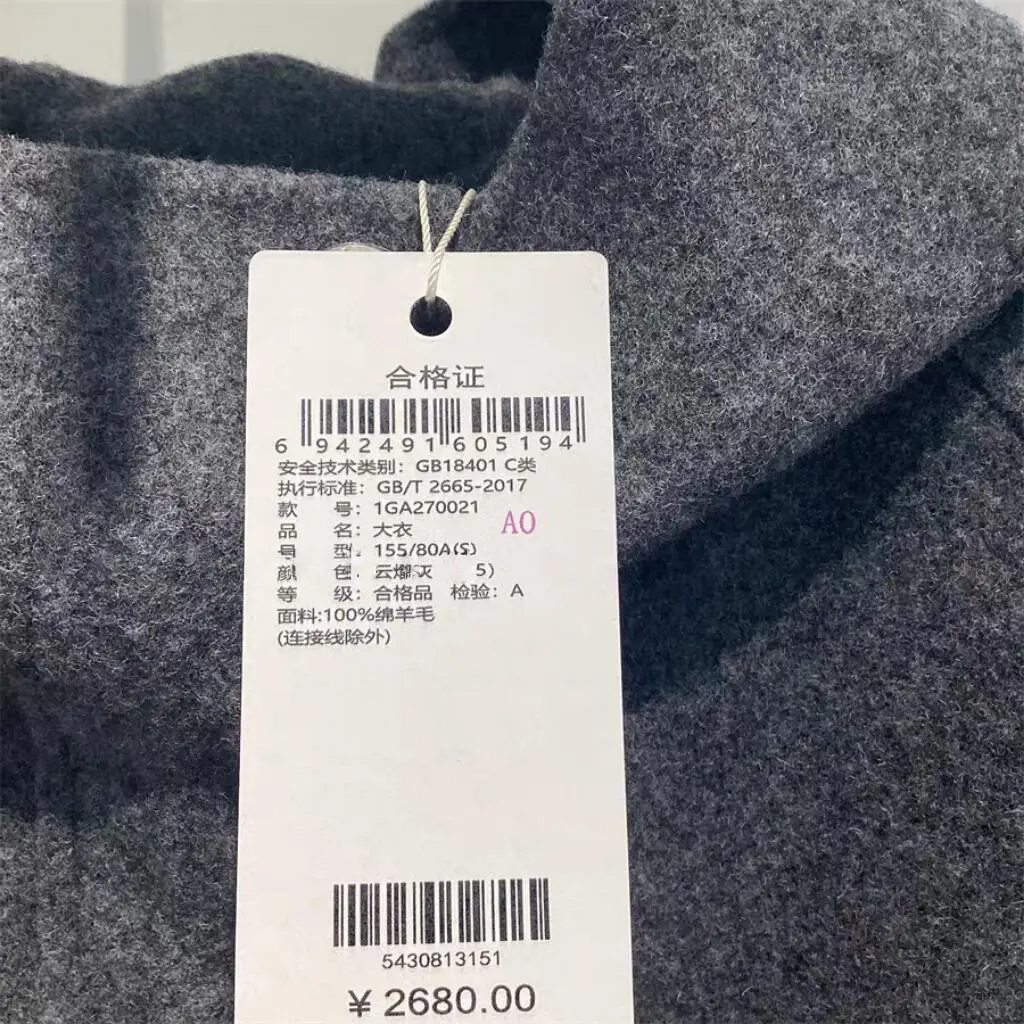 合格证
6 942491 605194
安全技术类别：GB18401 C类
执行标准：GB/T 2665-2017
款 号：1GA270021
品 名：大衣
AO
号 型：155/80A(S)
颜 色： 5)
等 级：合格品 检验：A
面料:100%绵羊毛
(连接线除外)
5430813151
¥ 2680.00